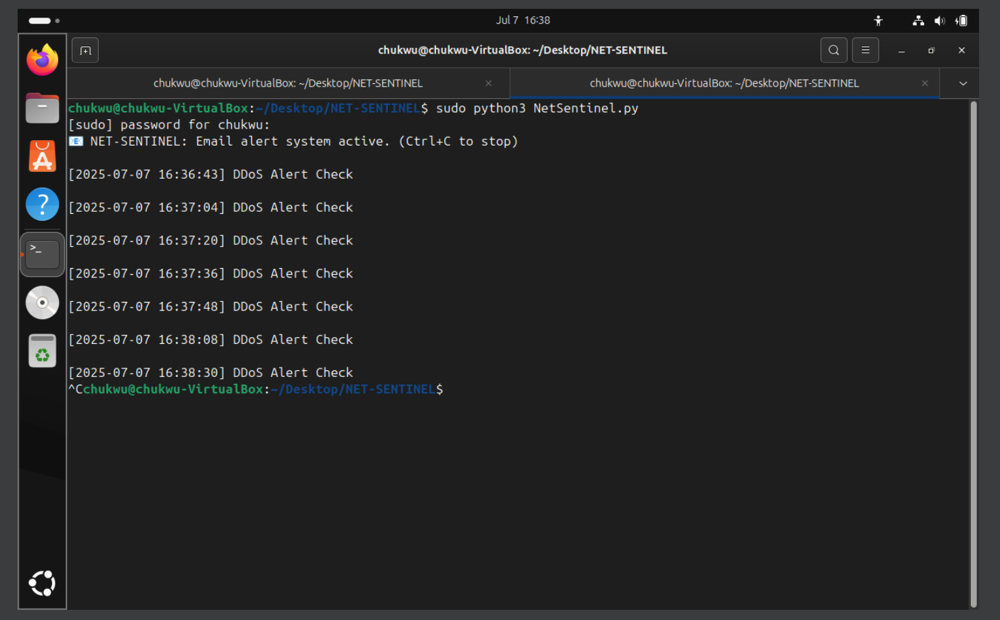 Jul 7 16:38
chukwu@chukwu-VirtualBox: ~/Desktop/NET-SENTINEL
chukwu@chukwu-VirtualBox: ~/Desktop/NET-SENTINEL
chukwu@chukwu-VirtualBox: ~/Desktop/NET-SENTINEL
chukwu@chukwu-VirtualBox:~/Desktop/NET-SENTINEL$ sudo python3 NetSentinel.py
[sudo] password for chukwu:
📧 NET-SENTINEL: Email alert system active. (Ctrl+C to stop)
[2025-07-07 16:36:43] DDoS Alert Check
[2025-07-07 16:37:04] DDoS Alert Check
[2025-07-07 16:37:20] DDoS Alert Check
[2025-07-07 16:37:36] DDoS Alert Check
[2025-07-07 16:37:48] DDoS Alert Check
[2025-07-07 16:38:08] DDoS Alert Check
[2025-07-07 16:38:30] DDoS Alert Check
^Cchukwu@chukwu-VirtualBox:~/Desktop/NET-SENTINEL$